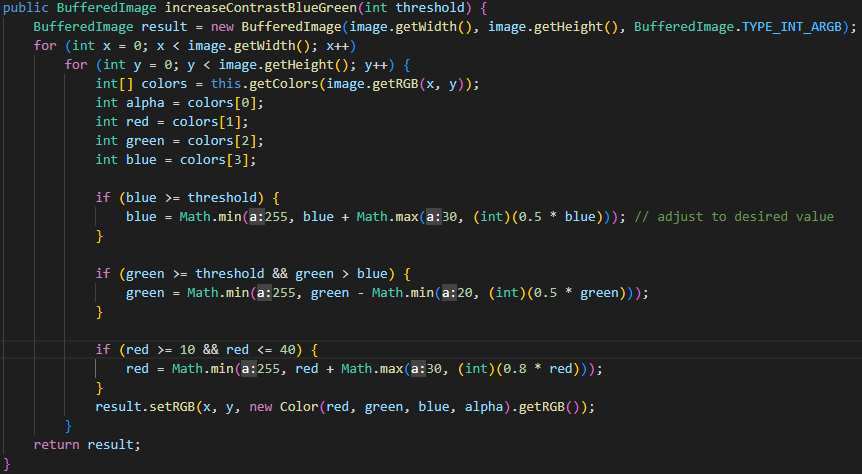 public BufferedImage increaseContrastBlueGreen(int threshold) {
    BufferedImage result = new BufferedImage(image.getWidth(), image.getHeight(), BufferedImage.TYPE_INT_ARGB);
    for (int x = 0; x < image.getWidth(); x++)
        for (int y = 0; y < image.getHeight(); y++) {
            int[] colors = this.getColors(image.getRGB(x, y));
            int alpha = colors[0];
            int red = colors[1];
            int green = colors[2];
            int blue = colors[3];

            if (blue >= threshold) {
                blue = Math.min(a:255, blue + Math.max(a:30, (int)(0.5 * blue))); // adjust to desired value
            }

            if (green >= threshold && green > blue) {
                green = Math.min(a:255, green - Math.min(a:20, (int)(0.5 * green)));
            }

            if (red >= 10 && red <= 40) {
                red = Math.min(a:255, red + Math.max(a:30, (int)(0.8 * red)));
            }
            result.setRGB(x, y, new Color(red, green, blue, alpha).getRGB());
        }
    return result;
}